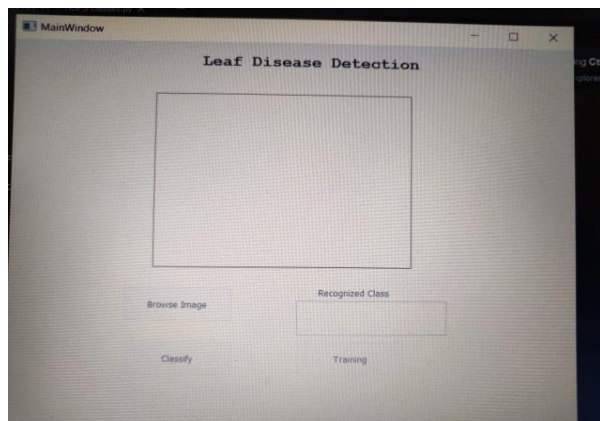 MainWindow
Leaf Disease Detection
Recognized Class
Browse Image
Classify
Training